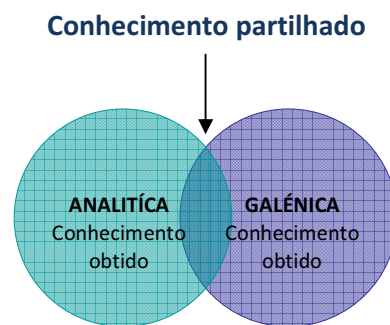 Conhecimento partilhado
ANALITÍCA
Conhecimento
obtido
GALÉNICA
Conhecimento
obtido